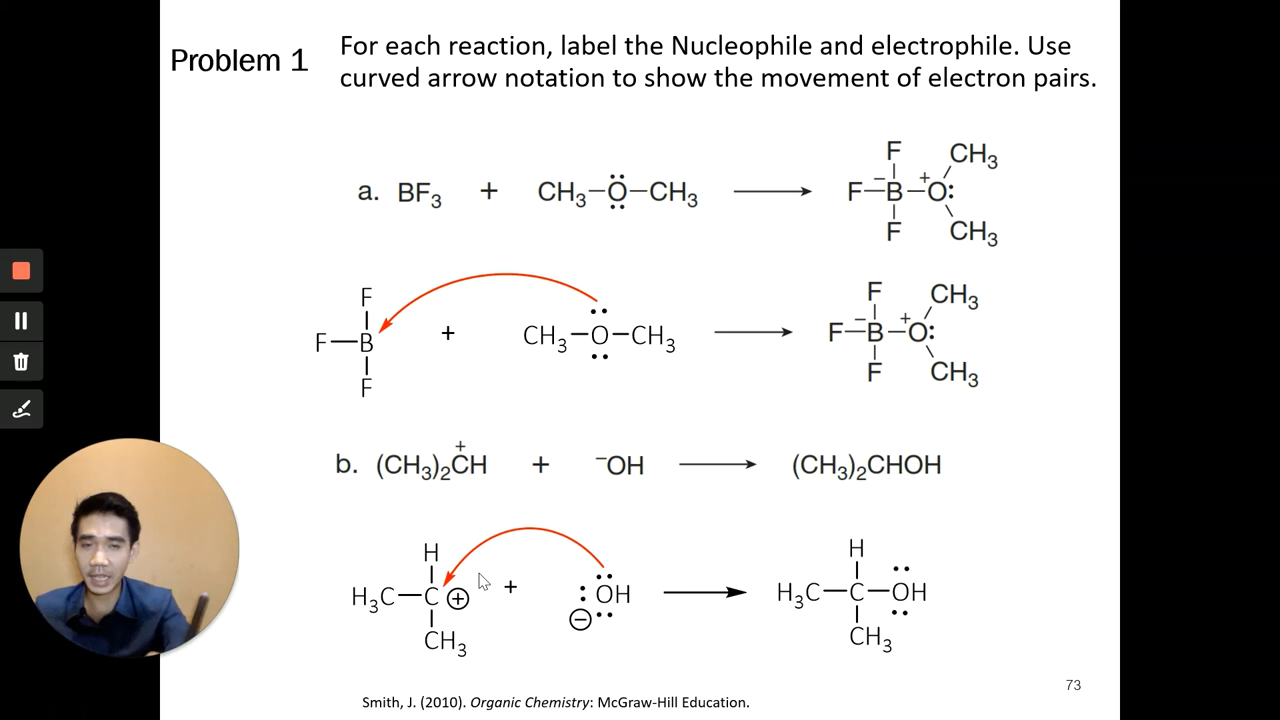 Problem 1
For each reaction, label the Nucleophile and electrophile. Use
curved arrow notation to show the movement of electron pairs.
a. BF₃ + CH₃–Ö–CH₃ ⟶
F CH₃
F–B⁻–O⁺:
F CH₃
F
F–B + CH₃–O–CH₃ ⟶
F
F CH₃
F–B⁻–O⁺:
F CH₃
b. (CH₃)₂C⁺H + ⁻OH ⟶ (CH₃)₂CHOH
H
H₃C–C⊕ + :ÖH ⟶
⊖
CH₃
H
H₃C–C–OH
CH₃
73
Smith, J. (2010). Organic Chemistry: McGraw-Hill Education.